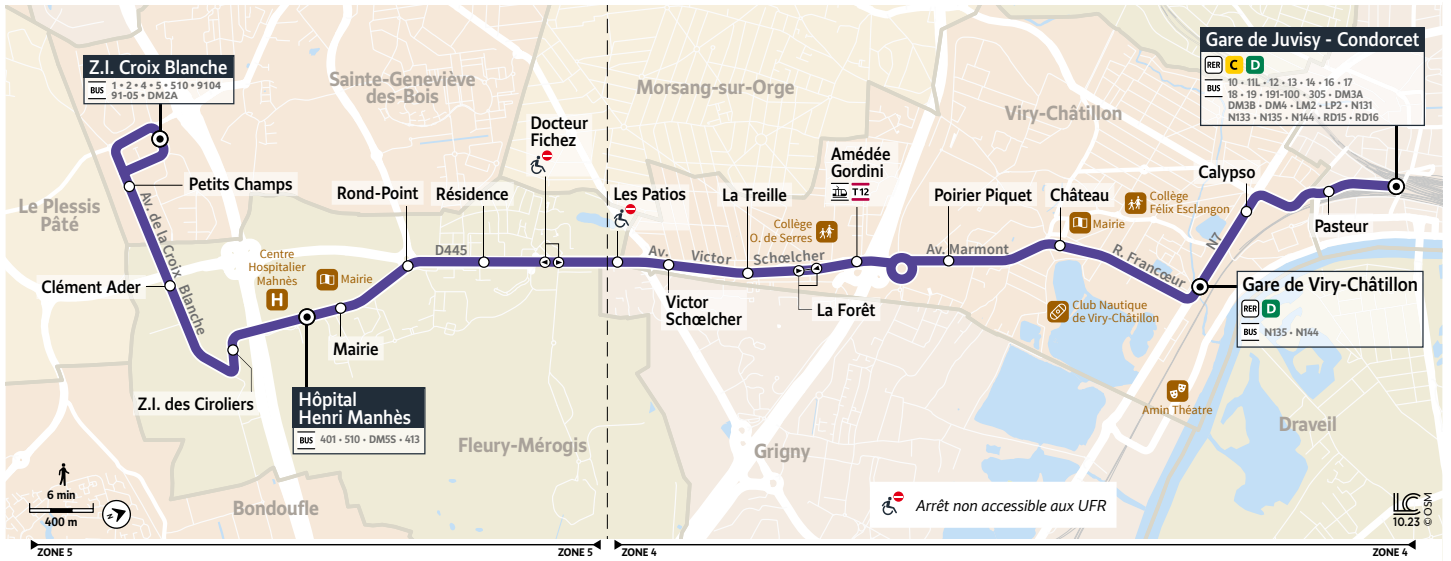 Z.I. Croix Blanche
BUS 1 • 2 • 4 • 5 • 510 • 9104
91-05 • DM2A
Sainte-Geneviève
des-Bois
Morsang-sur-Orge
Viry-Châtillon
Gare de Juvisy - Condorcet
RER C D
BUS 10 • 11L • 12 • 13 • 14 • 16 • 17
18 • 19 • 191-100 • 305 • DM3A
DM3B • DM4 • LM2 • LP2 • N131
N133 • N135 • N144 • RD15 • RD16
Docteur
Fichez
Amédée
Gordini
T12
Petits Champs
Rond-Point
Résidence
Les Patios
La Treille
Poirier Piquet
Château
Calypso
Collège
Félix Esclangon
Mairie
Pasteur
Le Plessis
Pâté
Av. de la Croix Blanche
Collège
O. de Serres
D445
Av. Victor Schœlcher
Av. Marmont
R. Francœur
N7
Centre
Hospitalier
Mahnès
H
Mairie
Clément Ader
Victor
Schœlcher
La Forêt
Club Nautique
de Viry-Châtillon
Gare de Viry-Châtillon
RER D
BUS N135 • N144
Mairie
Z.I. des Ciroliers
Hôpital
Henri Manhès
BUS 401 • 510 • DM5S • 413
Fleury-Mérogis
Grigny
Amin Théatre
Draveil
Bondoufle
6 min
400 m
Arrêt non accessible aux UFR
LC
10.23
© OSM
ZONE 5
ZONE 5
ZONE 4
ZONE 4